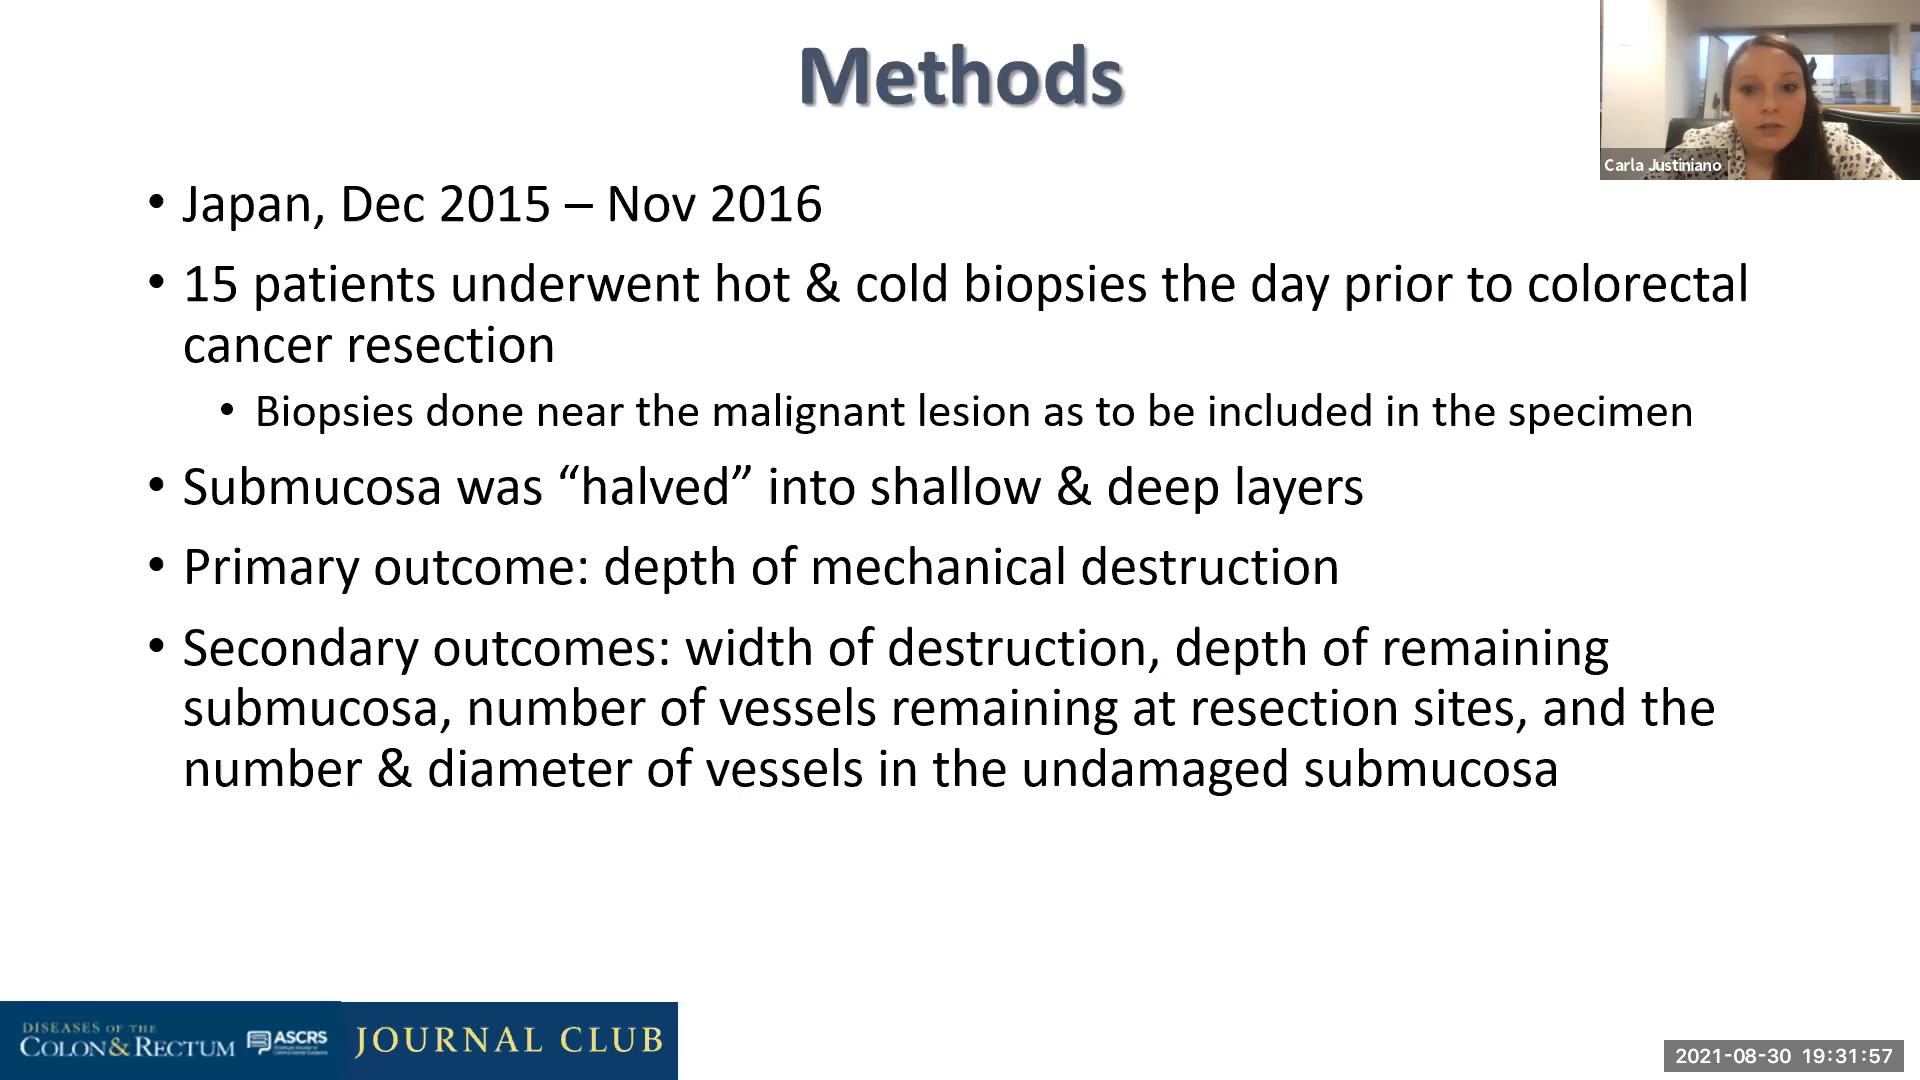 Methods
Carla Justiniano
• Japan, Dec 2015 – Nov 2016
• 15 patients underwent hot & cold biopsies the day prior to colorectal
cancer resection
• Biopsies done near the malignant lesion as to be included in the specimen
• Submucosa was “halved” into shallow & deep layers
• Primary outcome: depth of mechanical destruction
• Secondary outcomes: width of destruction, depth of remaining
submucosa, number of vessels remaining at resection sites, and the
number & diameter of vessels in the undamaged submucosa
DISEASES OF THE
COLON & RECTUM
ASCRS
JOURNAL CLUB
2021-08-30 19:31:57